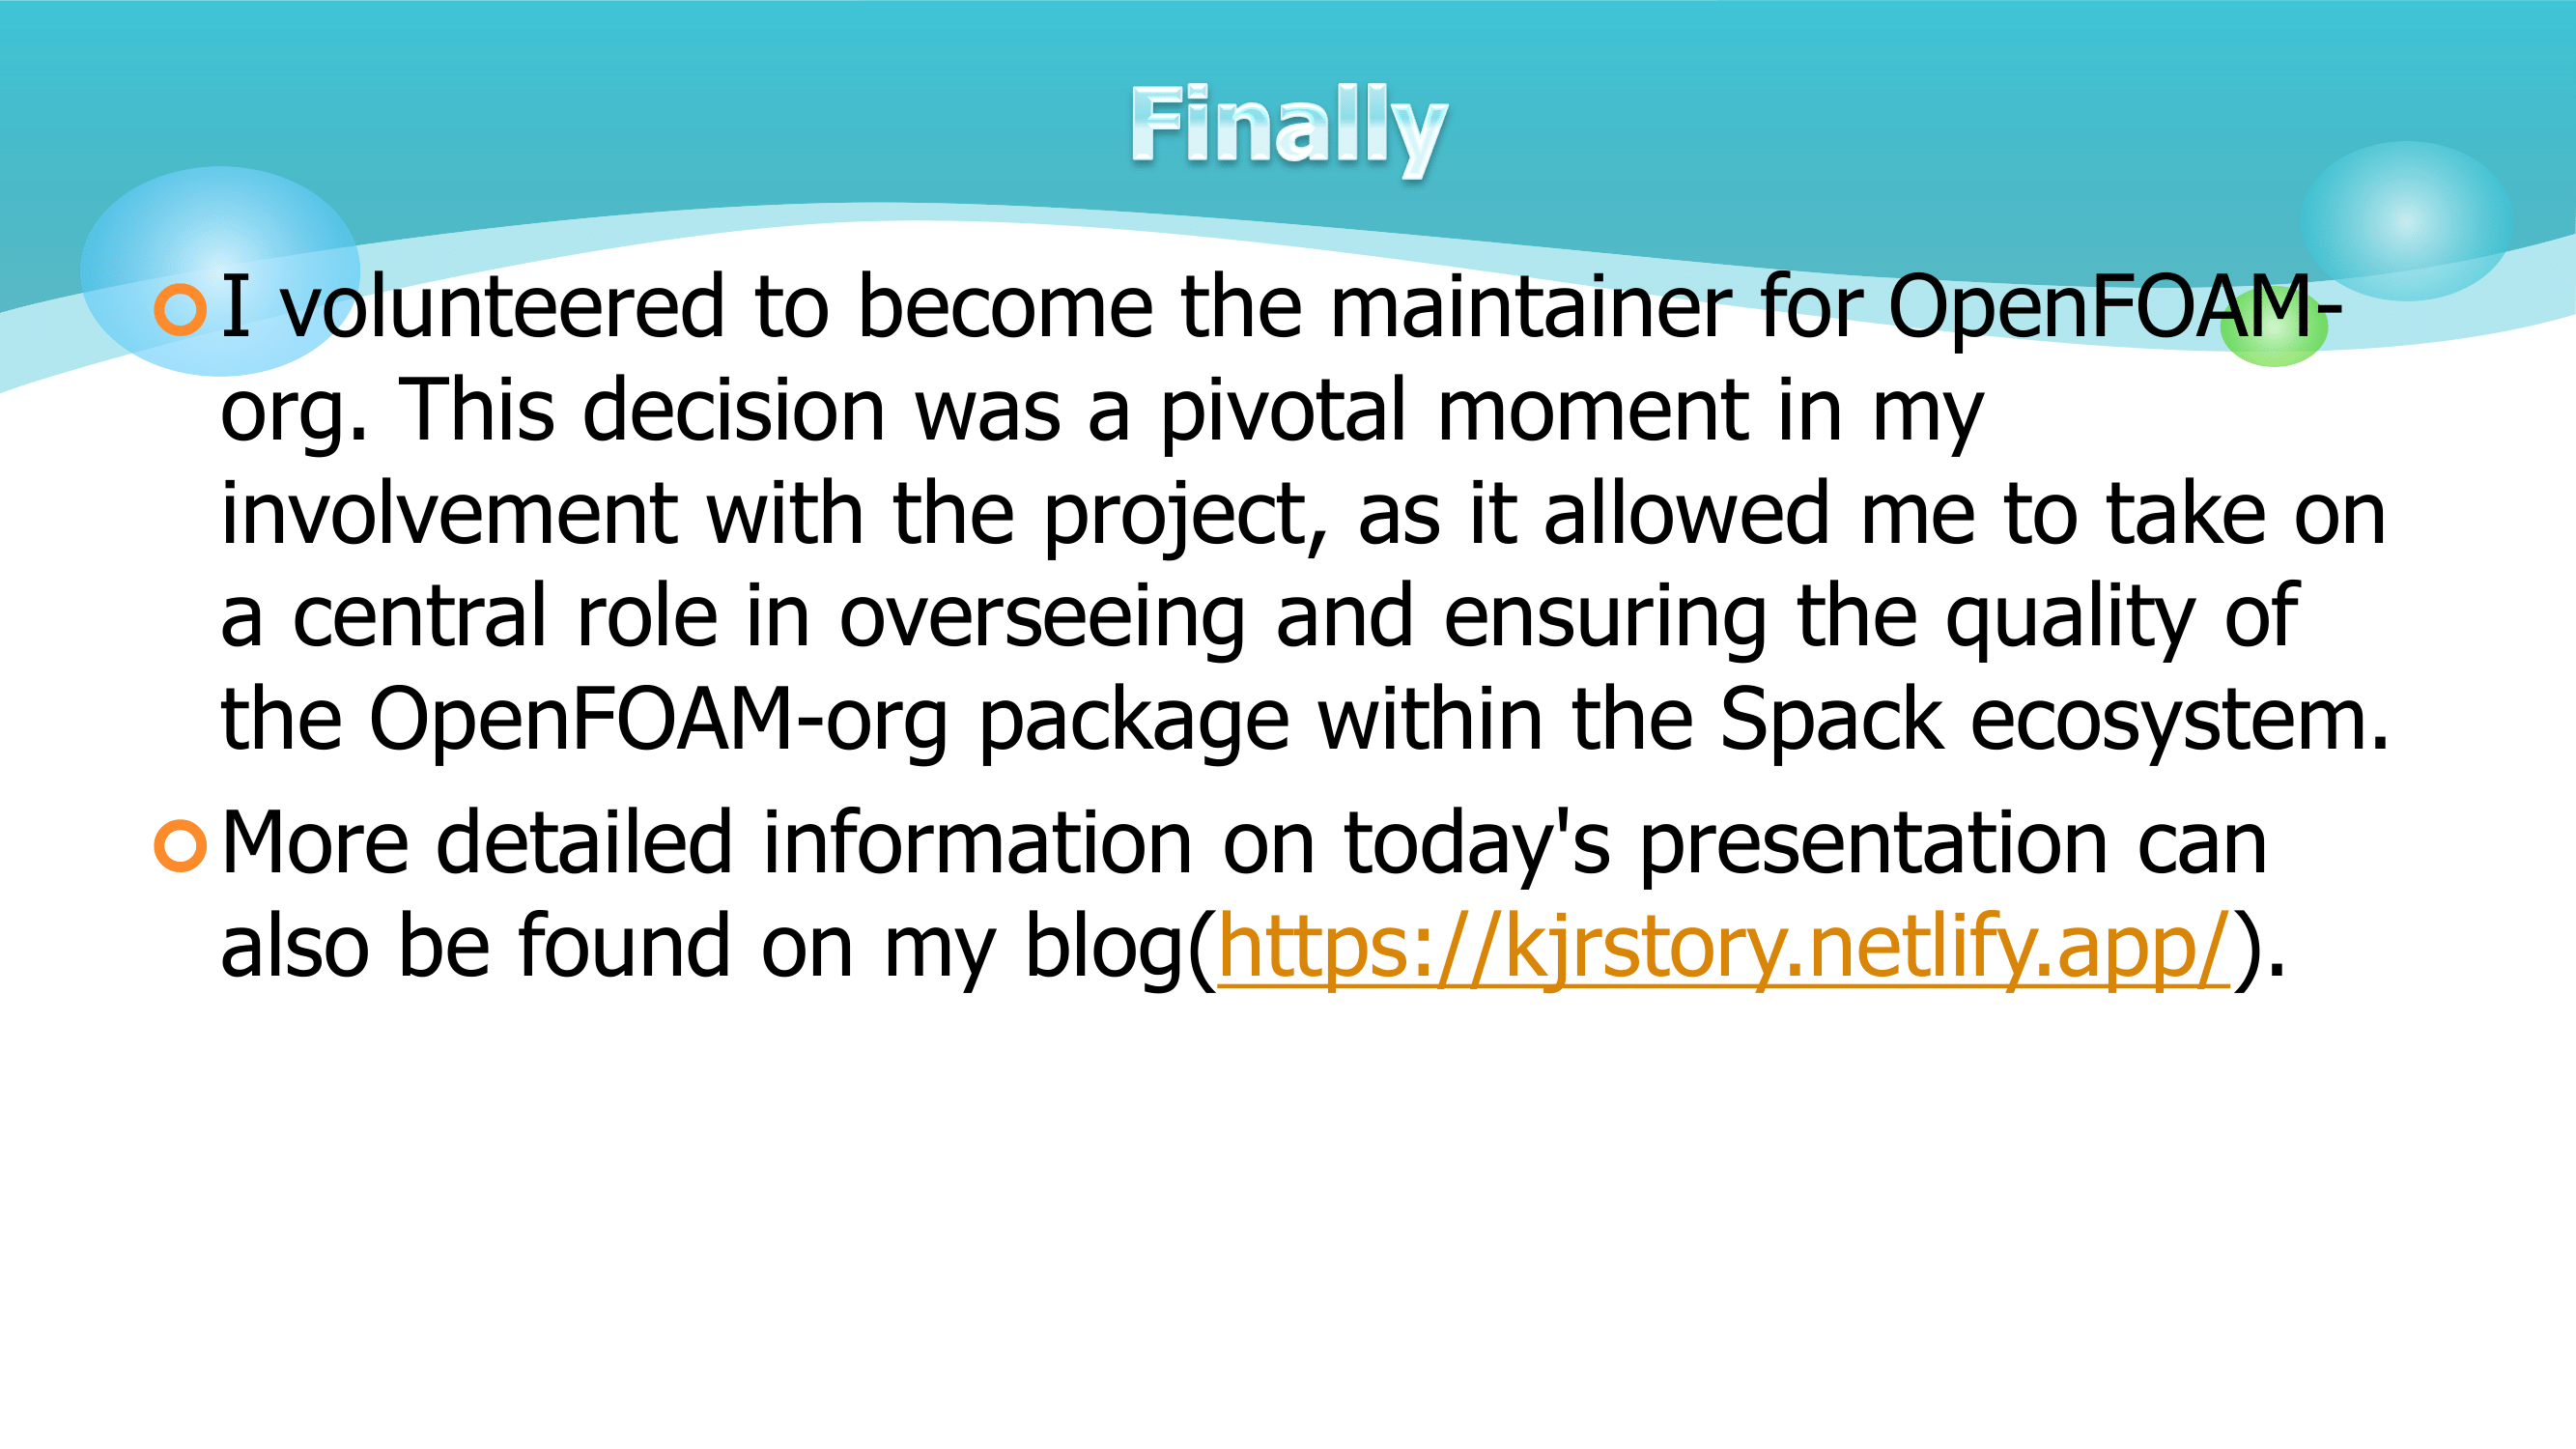 Finally
I volunteered to become the maintainer for OpenFOAM-
org. This decision was a pivotal moment in my
involvement with the project, as it allowed me to take on
a central role in overseeing and ensuring the quality of
the OpenFOAM-org package within the Spack ecosystem.
More detailed information on today's presentation can
also be found on my blog(https://kjrstory.netlify.app/).